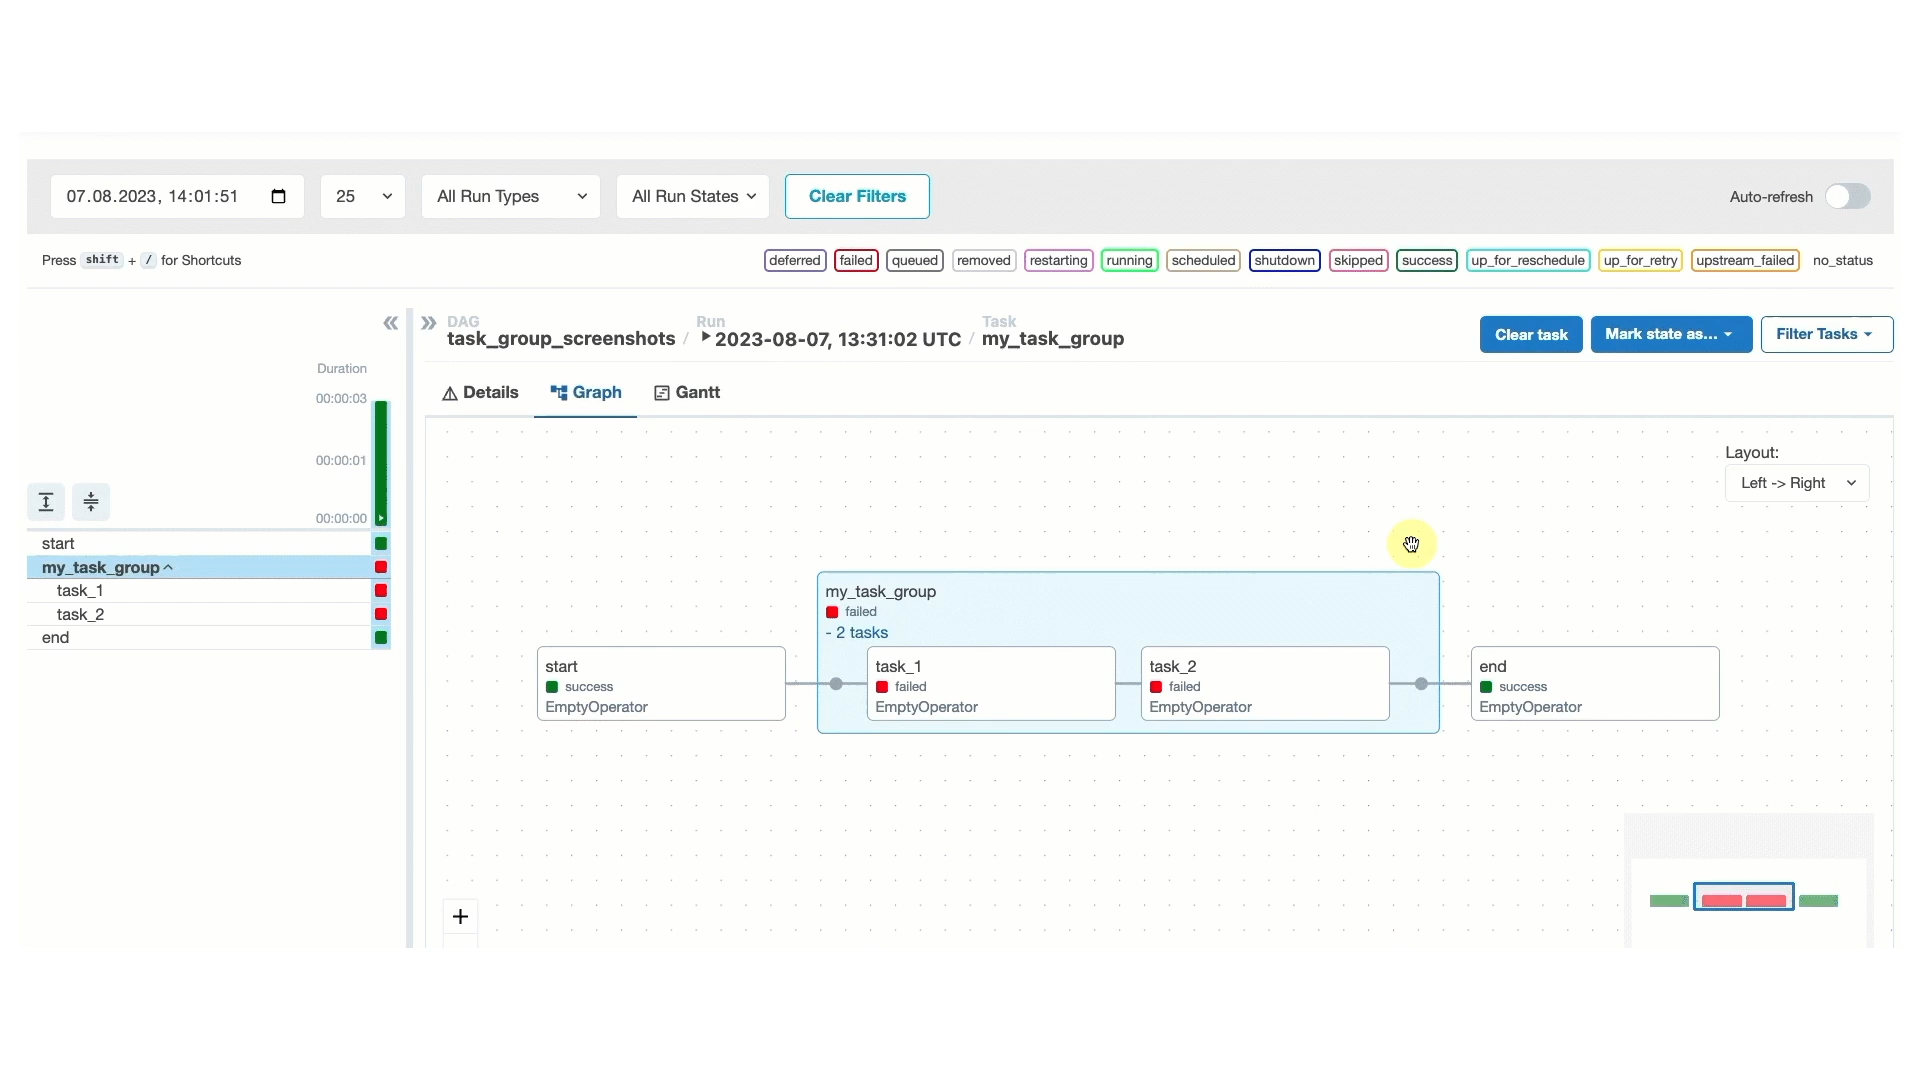 07.08.2023, 14:01:51
25
All Run Types
All Run States
Clear Filters
Auto-refresh
Press shift + / for Shortcuts
deferred failed queued removed restarting running scheduled shutdown skipped success up_for_reschedule up_for_retry upstream_failed no_status
DAG
task_group_screenshots
/
Run
2023-08-07, 13:31:02 UTC
/
Task
my_task_group
Clear task
Mark state as...
Filter Tasks
Duration
00:00:03
00:00:01
00:00:00
start
my_task_group
task_1
task_2
end
Details
Graph
Gantt
Layout:
Left -> Right
my_task_group
failed
- 2 tasks
start
success
EmptyOperator
task_1
failed
EmptyOperator
task_2
failed
EmptyOperator
end
success
EmptyOperator
+